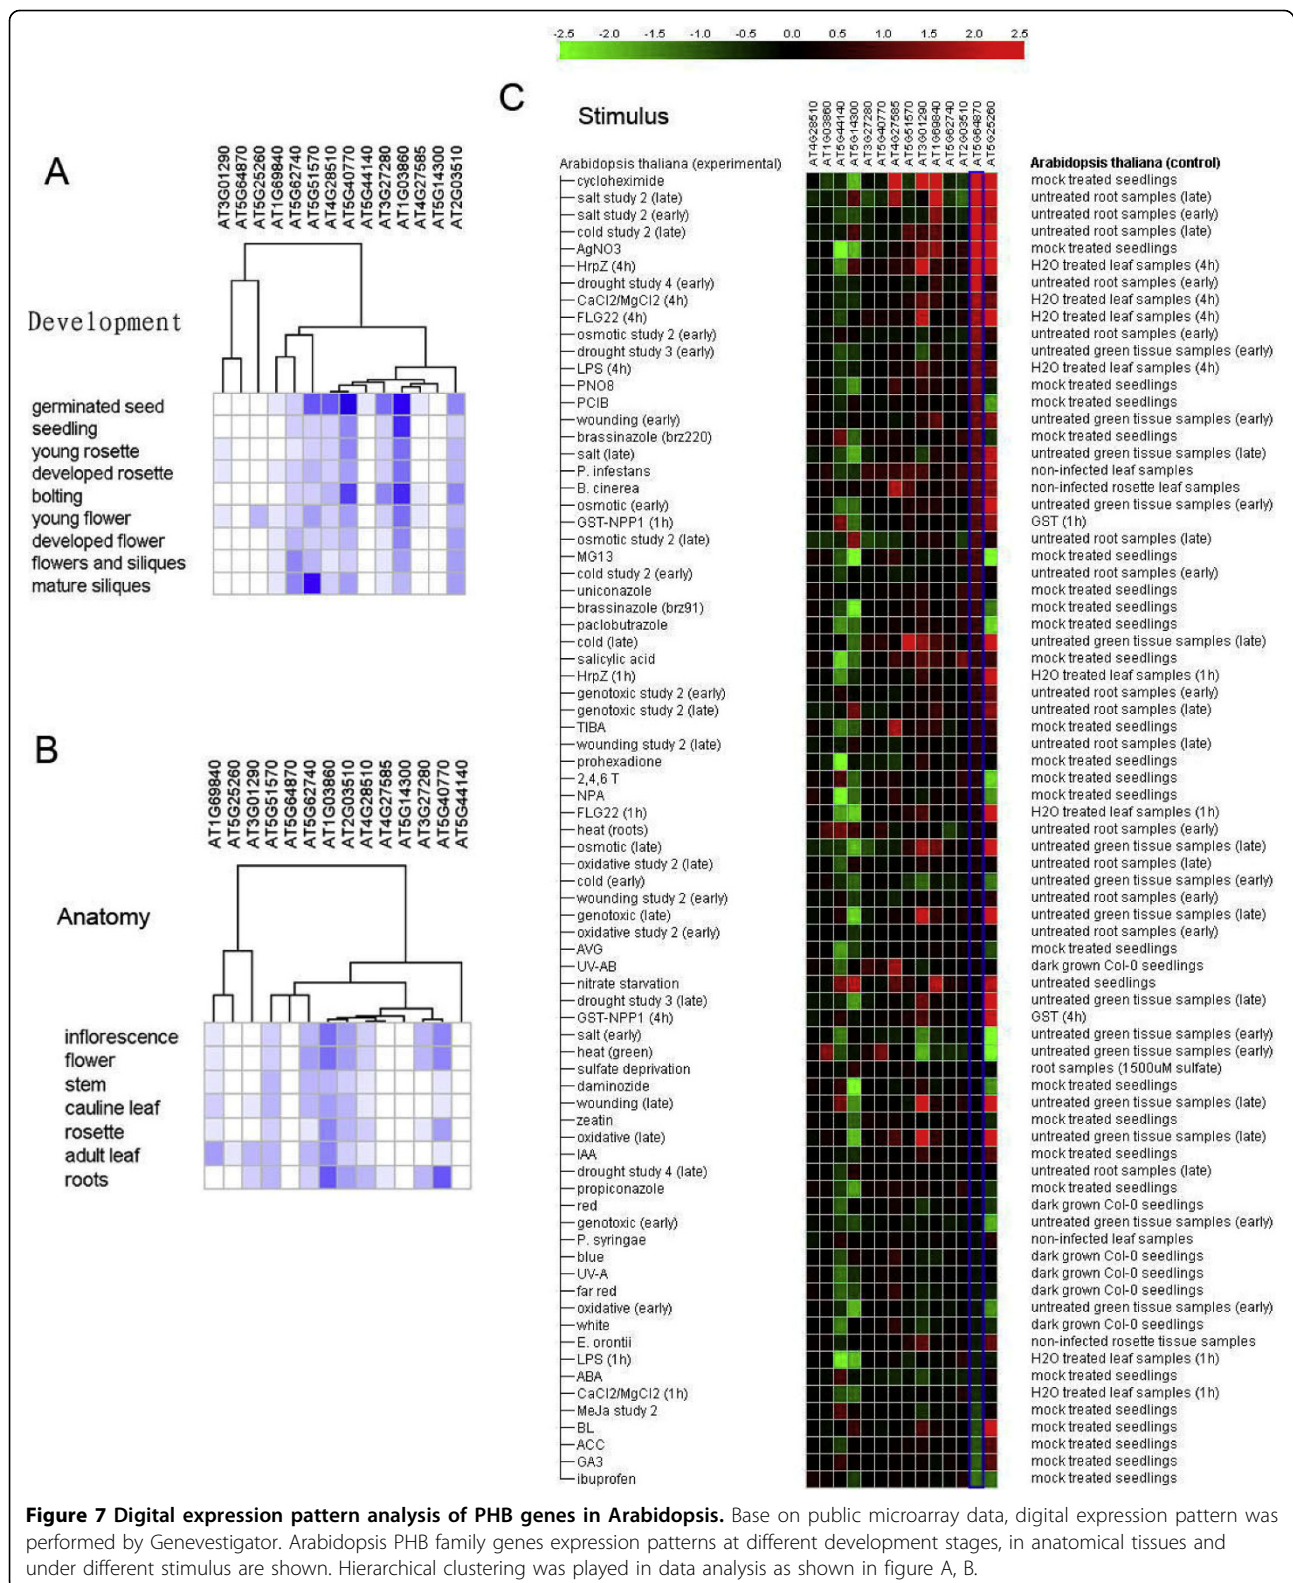 -2.5 -2.0 -1.5 -1.0 -0.5 0.0 0.5 1.0 1.5 2.0 2.5
A
AT3G01290 AT5G64870 AT5G25260 AT1G69840 AT5G62740 AT5G51570 AT4G28510 AT5G40770 AT5G44140 AT3G27280 AT1G03860 AT4G27585 AT5G14300 AT2G03510
Development
germinated seed
seedling
young rosette
developed rosette
bolting
young flower
developed flower
flowers and siliques
mature siliques
B
AT1G69840 AT5G25260 AT3G01290 AT5G51570 AT5G64870 AT5G62740 AT1G03860 AT2G03510 AT4G28510 AT4G27585 AT5G14300 AT3G27280 AT5G40770 AT5G44140
Anatomy
inflorescence
flower
stem
cauline leaf
rosette
adult leaf
roots
C
Stimulus
AT4G28510 AT1G03860 AT5G44140 AT5G14300 AT3G27280 AT5G40770 AT4G27585 AT5G51570 AT3G01290 AT1G69840 AT5G62740 AT2G03510 AT5G64870 AT5G25260
Arabidopsis thaliana (experimental) Arabidopsis thaliana (control)
cycloheximide mock treated seedlings
salt study 2 (late) untreated root samples (late)
salt study 2 (early) untreated root samples (early)
cold study 2 (late) untreated root samples (late)
AgNO3 mock treated seedlings
HrpZ (4h) H2O treated leaf samples (4h)
drought study 4 (early) untreated root samples (early)
CaCl2/MgCl2 (4h) H2O treated leaf samples (4h)
FLG22 (4h) H2O treated leaf samples (4h)
osmotic study 2 (early) untreated root samples (early)
drought study 3 (early) untreated green tissue samples (early)
LPS (4h) H2O treated leaf samples (4h)
PNO8 mock treated seedlings
PCIB mock treated seedlings
wounding (early) untreated green tissue samples (early)
brassinazole (brz220) mock treated seedlings
salt (late) untreated green tissue samples (late)
P. infestans non-infected leaf samples
B. cinerea non-infected rosette leaf samples
osmotic (early) untreated green tissue samples (early)
GST-NPP1 (1h) GST (1h)
osmotic study 2 (late) untreated root samples (late)
MG13 mock treated seedlings
cold study 2 (early) untreated root samples (early)
uniconazole mock treated seedlings
brassinazole (brz91) mock treated seedlings
paclobutrazole mock treated seedlings
cold (late) untreated green tissue samples (late)
salicylic acid mock treated seedlings
HrpZ (1h) H2O treated leaf samples (1h)
genotoxic study 2 (early) untreated root samples (early)
genotoxic study 2 (late) untreated root samples (late)
TIBA mock treated seedlings
wounding study 2 (late) untreated root samples (late)
prohexadione mock treated seedlings
2,4,6 T mock treated seedlings
NPA mock treated seedlings
FLG22 (1h) H2O treated leaf samples (1h)
heat (roots) untreated root samples (early)
osmotic (late) untreated green tissue samples (late)
oxidative study 2 (late) untreated root samples (late)
cold (early) untreated green tissue samples (early)
wounding study 2 (early) untreated root samples (early)
genotoxic (late) untreated green tissue samples (late)
oxidative study 2 (early) untreated root samples (early)
AVG mock treated seedlings
UV-AB dark grown Col-0 seedlings
nitrate starvation untreated seedlings
drought study 3 (late) untreated green tissue samples (late)
GST-NPP1 (4h) GST (4h)
salt (early) untreated green tissue samples (early)
heat (green) untreated green tissue samples (early)
sulfate deprivation root samples (1500uM sulfate)
daminozide mock treated seedlings
wounding (late) untreated green tissue samples (late)
zeatin mock treated seedlings
oxidative (late) untreated green tissue samples (late)
IAA mock treated seedlings
drought study 4 (late) untreated root samples (late)
propiconazole mock treated seedlings
red dark grown Col-0 seedlings
genotoxic (early) untreated green tissue samples (early)
P. syringae non-infected leaf samples
blue dark grown Col-0 seedlings
UV-A dark grown Col-0 seedlings
far red dark grown Col-0 seedlings
oxidative (early) untreated green tissue samples (early)
white dark grown Col-0 seedlings
E. orontii non-infected rosette tissue samples
LPS (1h) H2O treated leaf samples (1h)
ABA mock treated seedlings
CaCl2/MgCl2 (1h) H2O treated leaf samples (1h)
MeJa study 2 mock treated seedlings
BL mock treated seedlings
ACC mock treated seedlings
GA3 mock treated seedlings
ibuprofen mock treated seedlings
Figure 7 Digital expression pattern analysis of PHB genes in Arabidopsis. Base on public microarray data, digital expression pattern was
performed by Genevestigator. Arabidopsis PHB family genes expression patterns at different development stages, in anatomical tissues and
under different stimulus are shown. Hierarchical clustering was played in data analysis as shown in figure A, B.